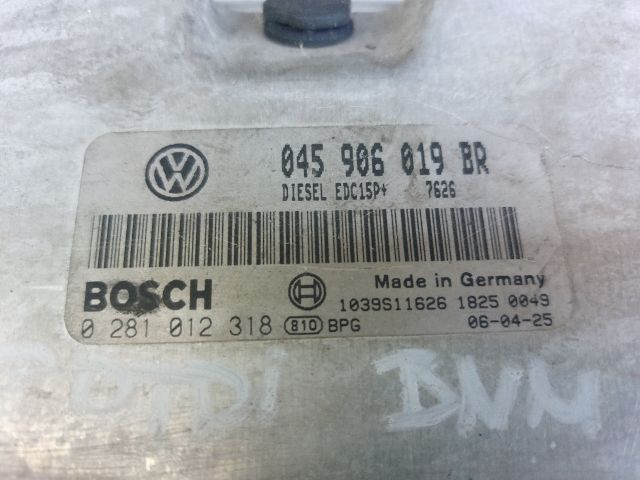 045 906 019 BR
DIESEL EDC15P+ 7626
BOSCH
Made in Germany
1039S11626 1825 0049
0 281 012 318 810 BPG 06-04-25
TDi BNM